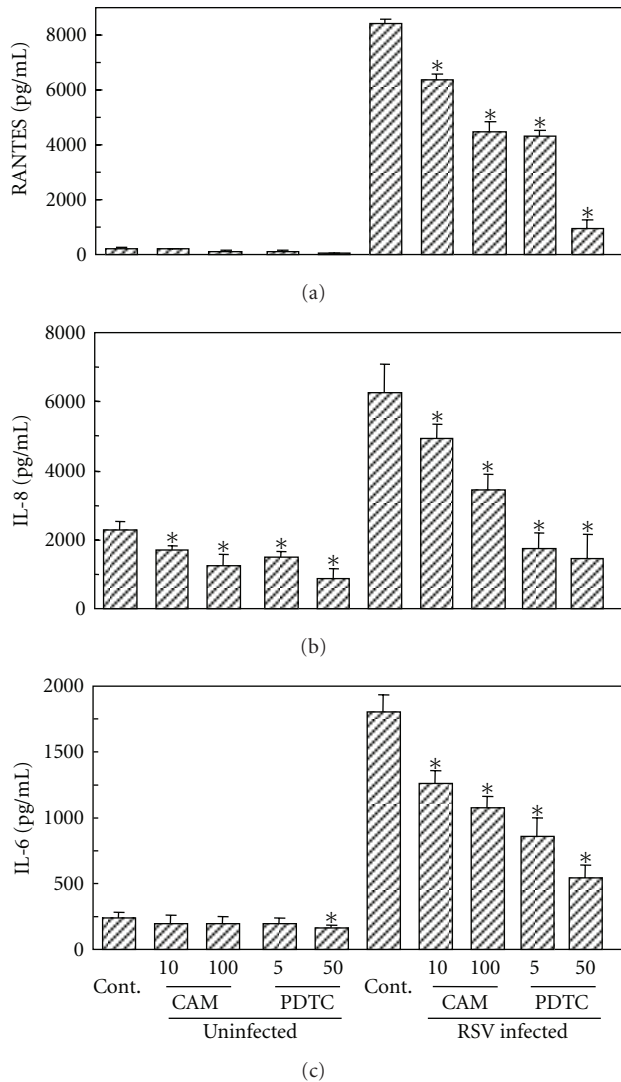 8000
6000
4000
2000
0
RANTES (pg/mL)
* * * *
(a)
8000
6000
4000
2000
0
IL-8 (pg/mL)
* * * * * * * *
(b)
2000
1500
1000
500
0
IL-6 (pg/mL)
* * * * *
Cont. 10 100 5 50 Cont. 10 100 5 50
CAM PDTC CAM PDTC
Uninfected RSV infected
(c)